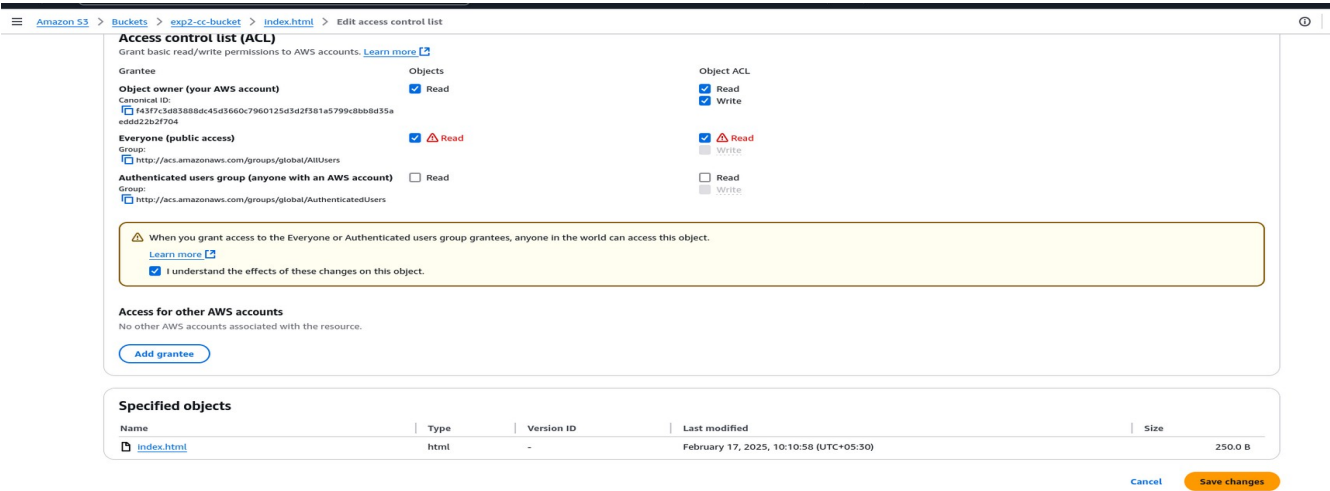 Amazon S3 > Buckets > exp2-cc-bucket > index.html > Edit access control list
Access control list (ACL)
Grant basic read/write permissions to AWS accounts. Learn more
Grantee Objects Object ACL
Object owner (your AWS account) Read Read
Canonical ID: Write
f43f7c3d83888dc45d3660c7960125d3d2f381a5799c8bb8d35a
eddd22b2f704
Everyone (public access) Read Read
Group: Write
http://acs.amazonaws.com/groups/global/AllUsers
Authenticated users group (anyone with an AWS account) Read Read
Group: Write
http://acs.amazonaws.com/groups/global/AuthenticatedUsers
When you grant access to the Everyone or Authenticated users group grantees, anyone in the world can access this object.
Learn more
I understand the effects of these changes on this object.
Access for other AWS accounts
No other AWS accounts associated with the resource.
Add grantee
Specified objects
Name Type Version ID Last modified Size
index.html html - February 17, 2025, 10:10:58 (UTC+05:30) 250.0 B
Cancel Save changes